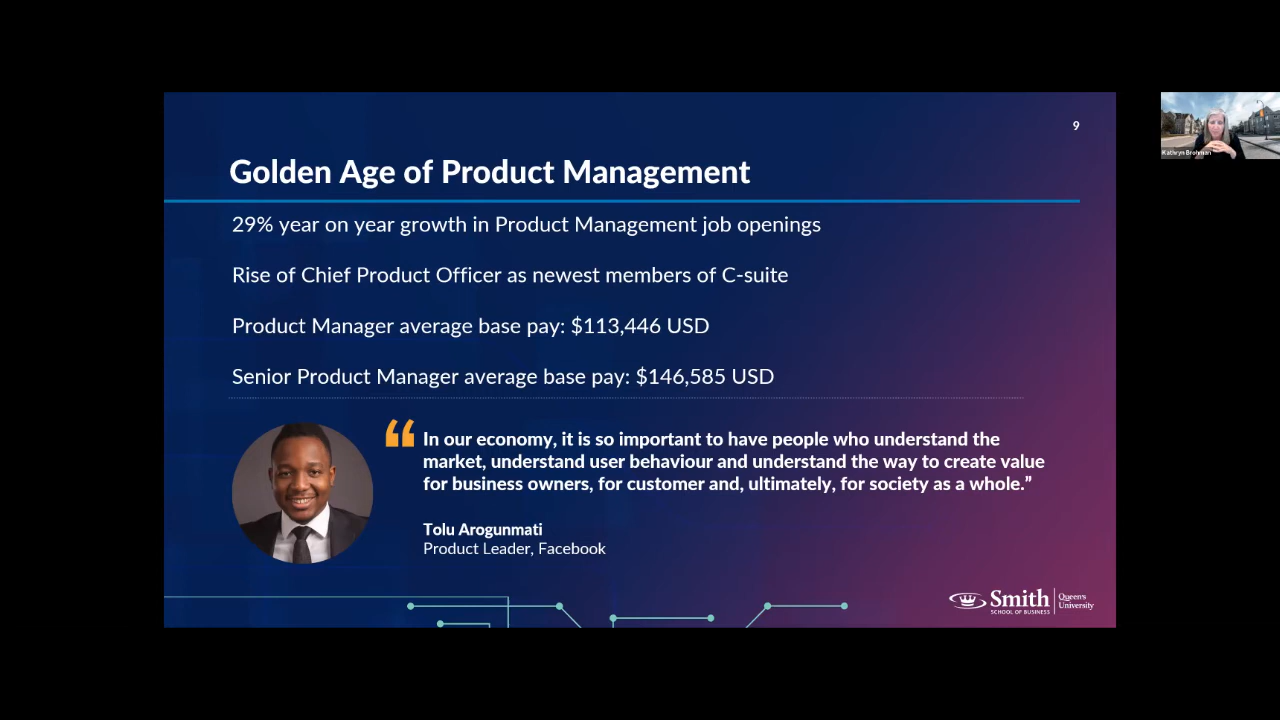 9
Golden Age of Product Management
29% year on year growth in Product Management job openings
Rise of Chief Product Officer as newest members of C-suite
Product Manager average base pay: $113,446 USD
Senior Product Manager average base pay: $146,585 USD
“ In our economy, it is so important to have people who understand the
market, understand user behaviour and understand the way to create value
for business owners, for customer and, ultimately, for society as a whole.”
Tolu Arogunmati
Product Leader, Facebook
Smith
SCHOOL OF BUSINESS
Queen's
University
Kathryn Brohman